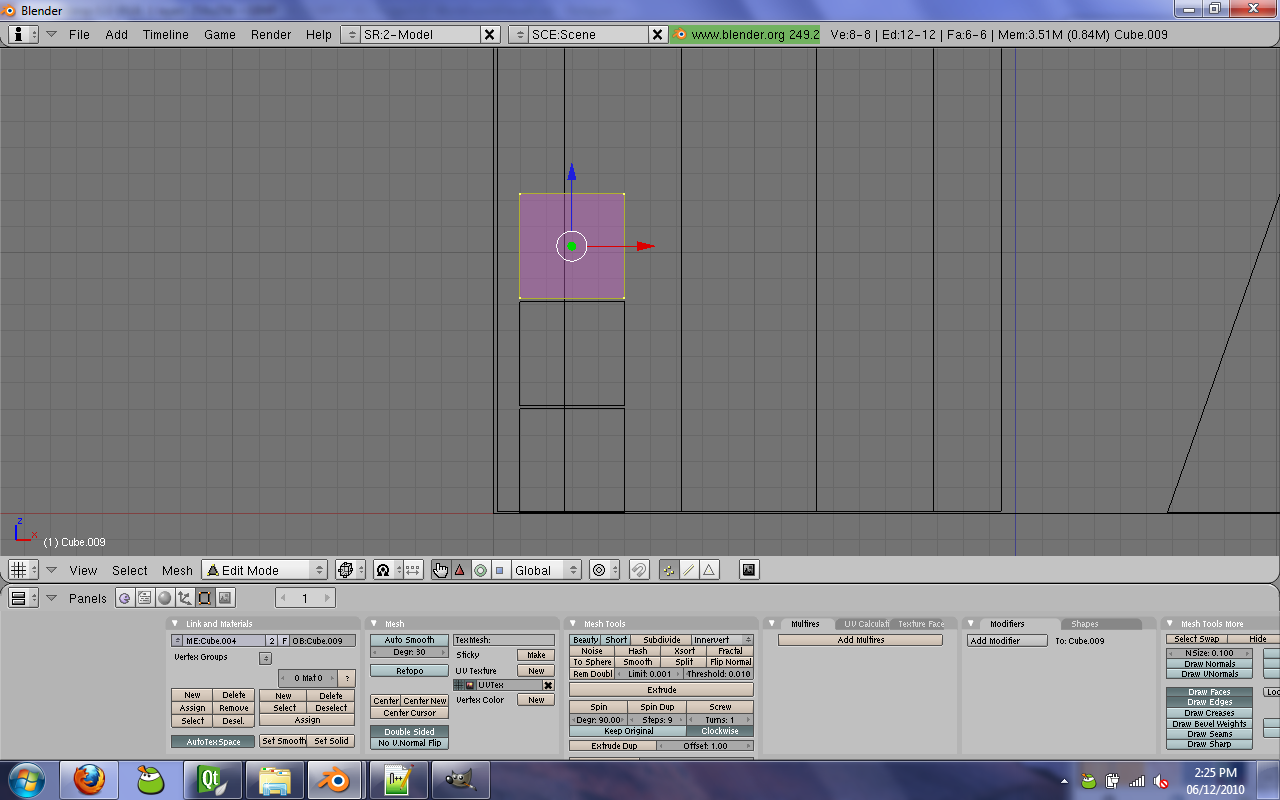 Blender
File Add Timeline Game Render Help SR:2-Model SCE:Scene www.blender.org 249.2 Ve:8-8 | Ed:12-12 | Fa:6-6 | Mem:3.51M (0.84M) Cube.009
z
x
(1) Cube.009
View Select Mesh Edit Mode Global
Panels 1
Link and Materials Mesh Mesh Tools Multires UV Calculati Texture Face Modifiers Shapes Mesh Tools More
ME:Cube.004 2 F OB:Cube.009 Auto Smooth TexMesh: Beauty Short Subdivide Innervert Add Multires Add Modifier To: Cube.009 Select Swap Hide
Vertex Groups Degr: 30 Sticky Make Noise Hash Xsort Fractal NSize: 0.100
To Sphere Smooth Split Flip Normal Draw Normals
0 Mat 0 ? Retopo UV Texture New Rem Doubl Limit: 0.001 Threshold: 0.010 Draw VNormals
UVTex Extrude
New Delete New Delete Center Center New Vertex Color New Draw Faces
Assign Remove Select Deselect Center Cursor Spin Spin Dup Screw Draw Edges
Select Desel. Assign Degr: 90.00 Steps: 9 Turns: 1 Draw Creases
Double Sided Keep Original Clockwise Draw Bevel Weights
AutoTexSpace Set Smooth Set Solid No V.Normal Flip Extrude Dup Offset: 1.00 Draw Seams
Draw Sharp
Qt
2:25 PM
06/12/2010